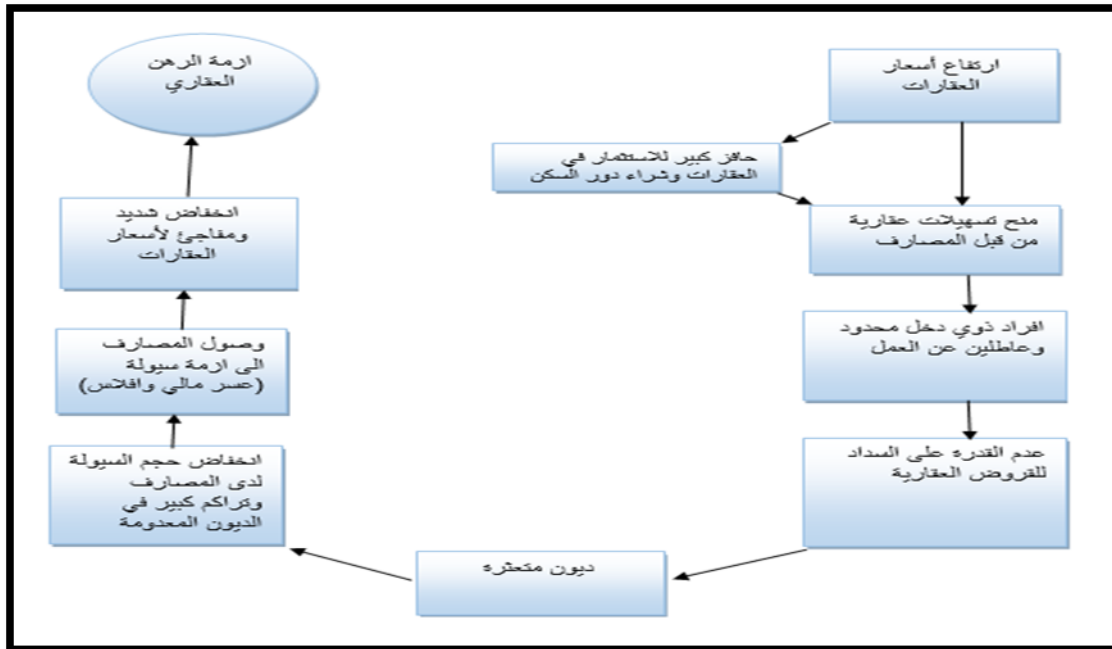 ارتفاع أسعار
العقارات
حافز كبير للاستثمار في
العقارات وشراء دور السكن
منح تسهيلات عقارية
من قبل المصارف
افراد ذوي دخل محدود
وعاطلين عن العمل
عدم القدره على السداد
للقروض العقارية
ديون متعثره
انخفاض حجم السيولة
لدى المصارف
وتراكم كبير في
الديون المعدومة
وصول المصارف
الى ازمة سيولة
(عسر مالي وافلاس)
انخفاض شديد
ومفاجئ لأسعار
العقارات
ازمة الرهن
العقاري